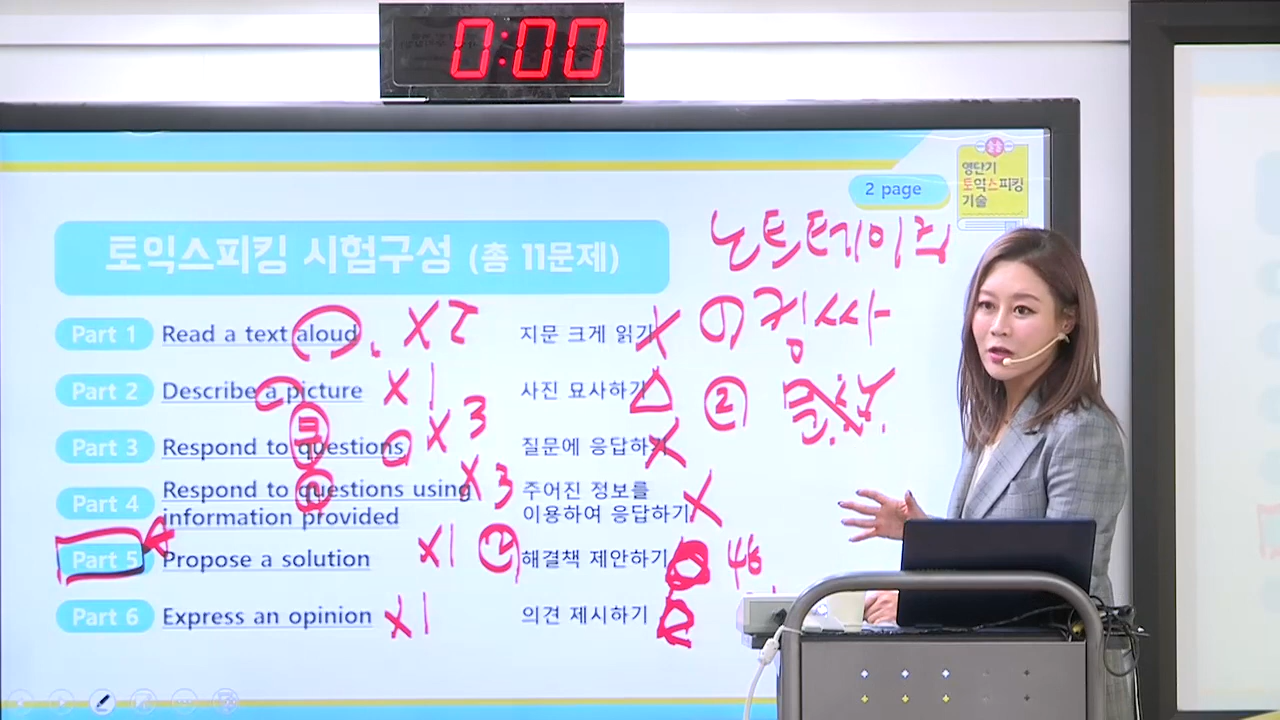 0:00
영단기
토익스피킹
기술
2 page
토익스피킹 시험구성 (총 11문제)
노트테이킹
Part 1 Read a text aloud. X2 지문 크게 읽기 X
Part 2 Describe a picture X1 사진 묘사하기 △ ②
Part 3 Respond to questions X3 질문에 응답하기 X
Part 4 Respond to questions using X3 주어진 정보를
information provided 이용하여 응답하기 X
Part 5 Propose a solution X1 해결책 제안하기
Part 6 Express an opinion X1 의견 제시하기